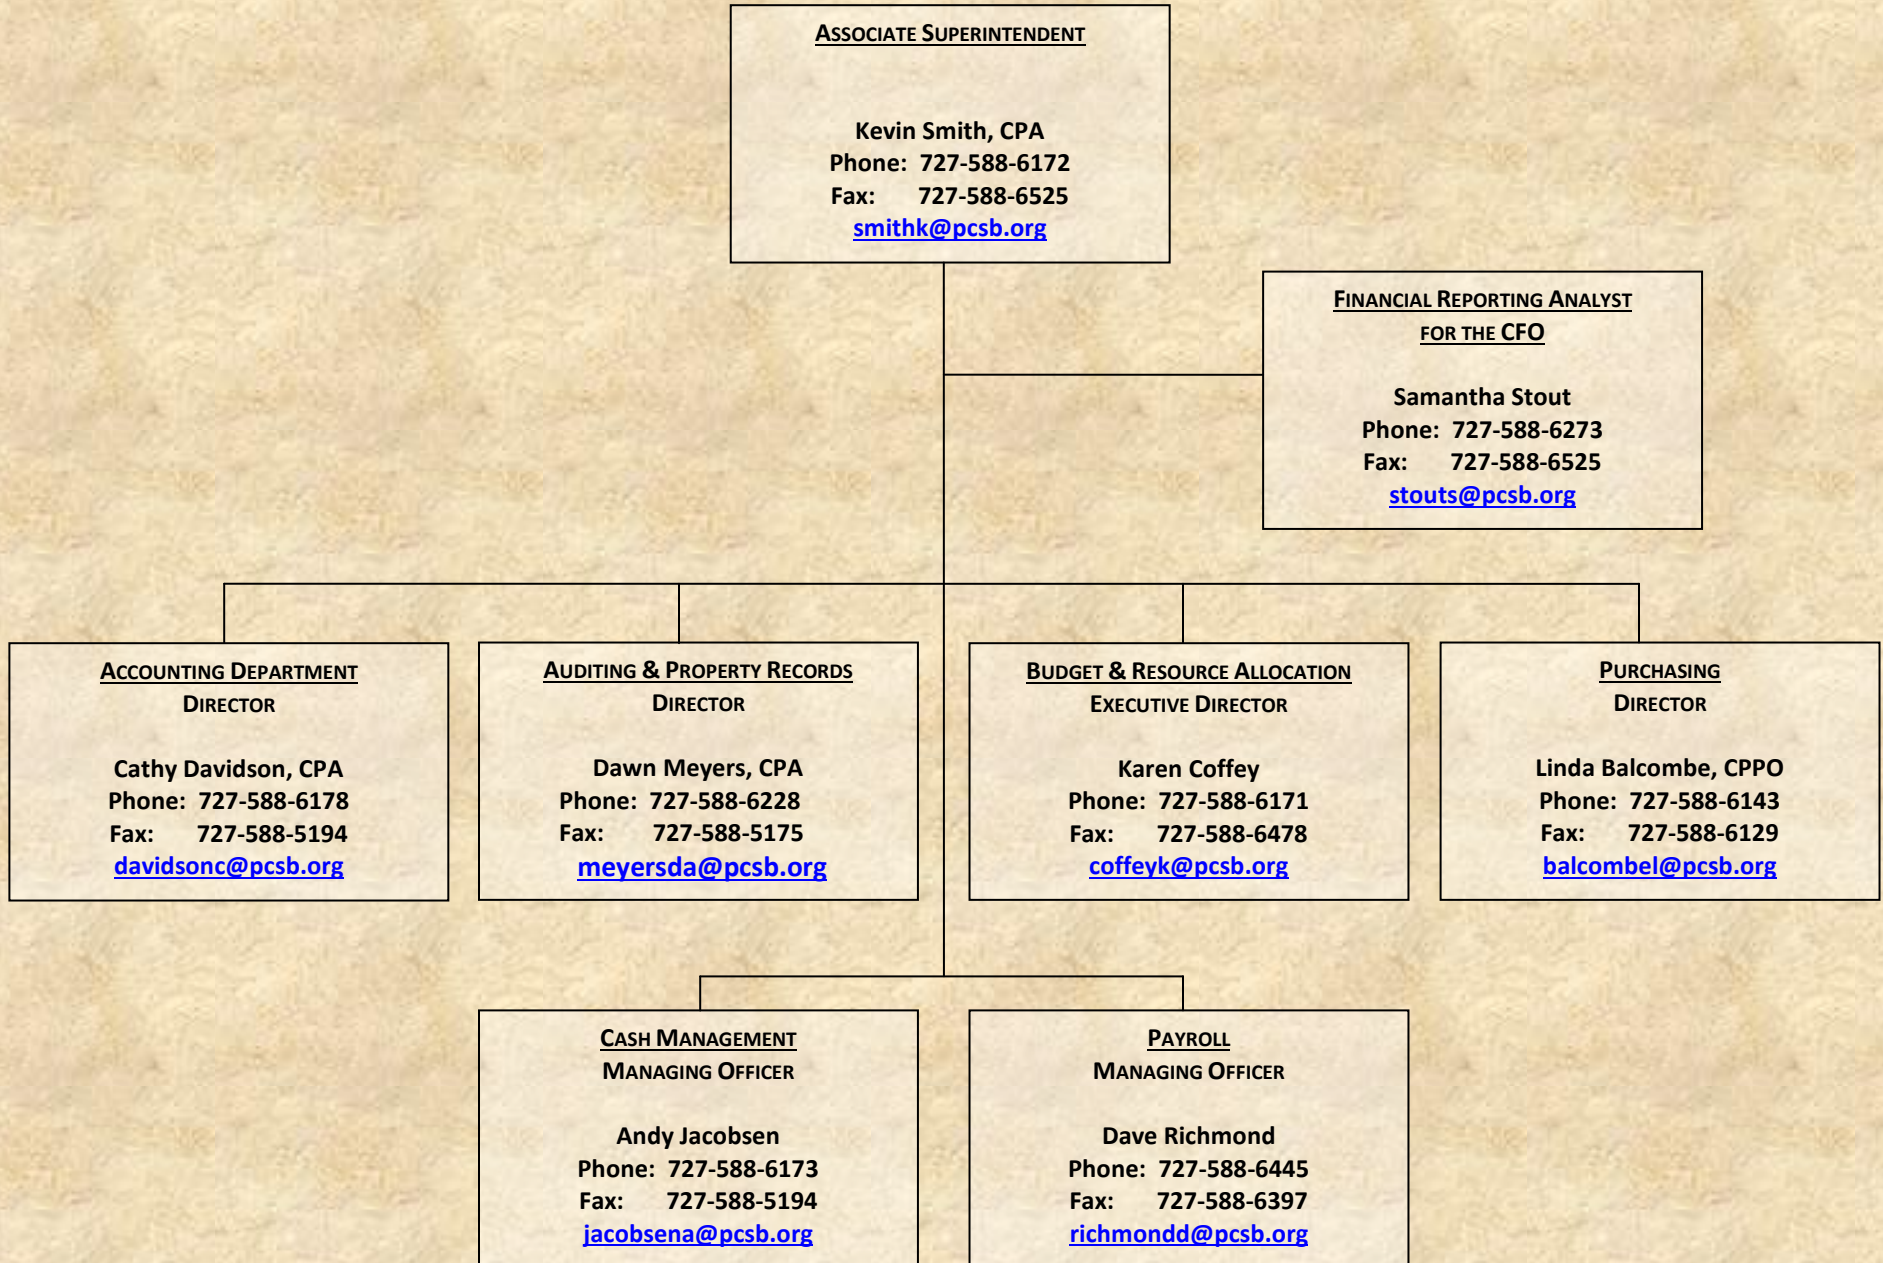 ASSOCIATE SUPERINTENDENT
Kevin Smith, CPA
Phone: 727-588-6172
Fax: 727-588-6525
smithk@pcsb.org
FINANCIAL REPORTING ANALYST
FOR THE CFO
Samantha Stout
Phone: 727-588-6273
Fax: 727-588-6525
stouts@pcsb.org
ACCOUNTING DEPARTMENT
DIRECTOR
Cathy Davidson, CPA
Phone: 727-588-6178
Fax: 727-588-5194
davidsonc@pcsb.org
AUDITING & PROPERTY RECORDS
DIRECTOR
Dawn Meyers, CPA
Phone: 727-588-6228
Fax: 727-588-5175
meyersda@pcsb.org
BUDGET & RESOURCE ALLOCATION
EXECUTIVE DIRECTOR
Karen Coffey
Phone: 727-588-6171
Fax: 727-588-6478
coffeyk@pcsb.org
PURCHASING
DIRECTOR
Linda Balcombe, CPPO
Phone: 727-588-6143
Fax: 727-588-6129
balcombel@pcsb.org
CASH MANAGEMENT
MANAGING OFFICER
Andy Jacobsen
Phone: 727-588-6173
Fax: 727-588-5194
jacobsena@pcsb.org
PAYROLL
MANAGING OFFICER
Dave Richmond
Phone: 727-588-6445
Fax: 727-588-6397
richmondd@pcsb.org